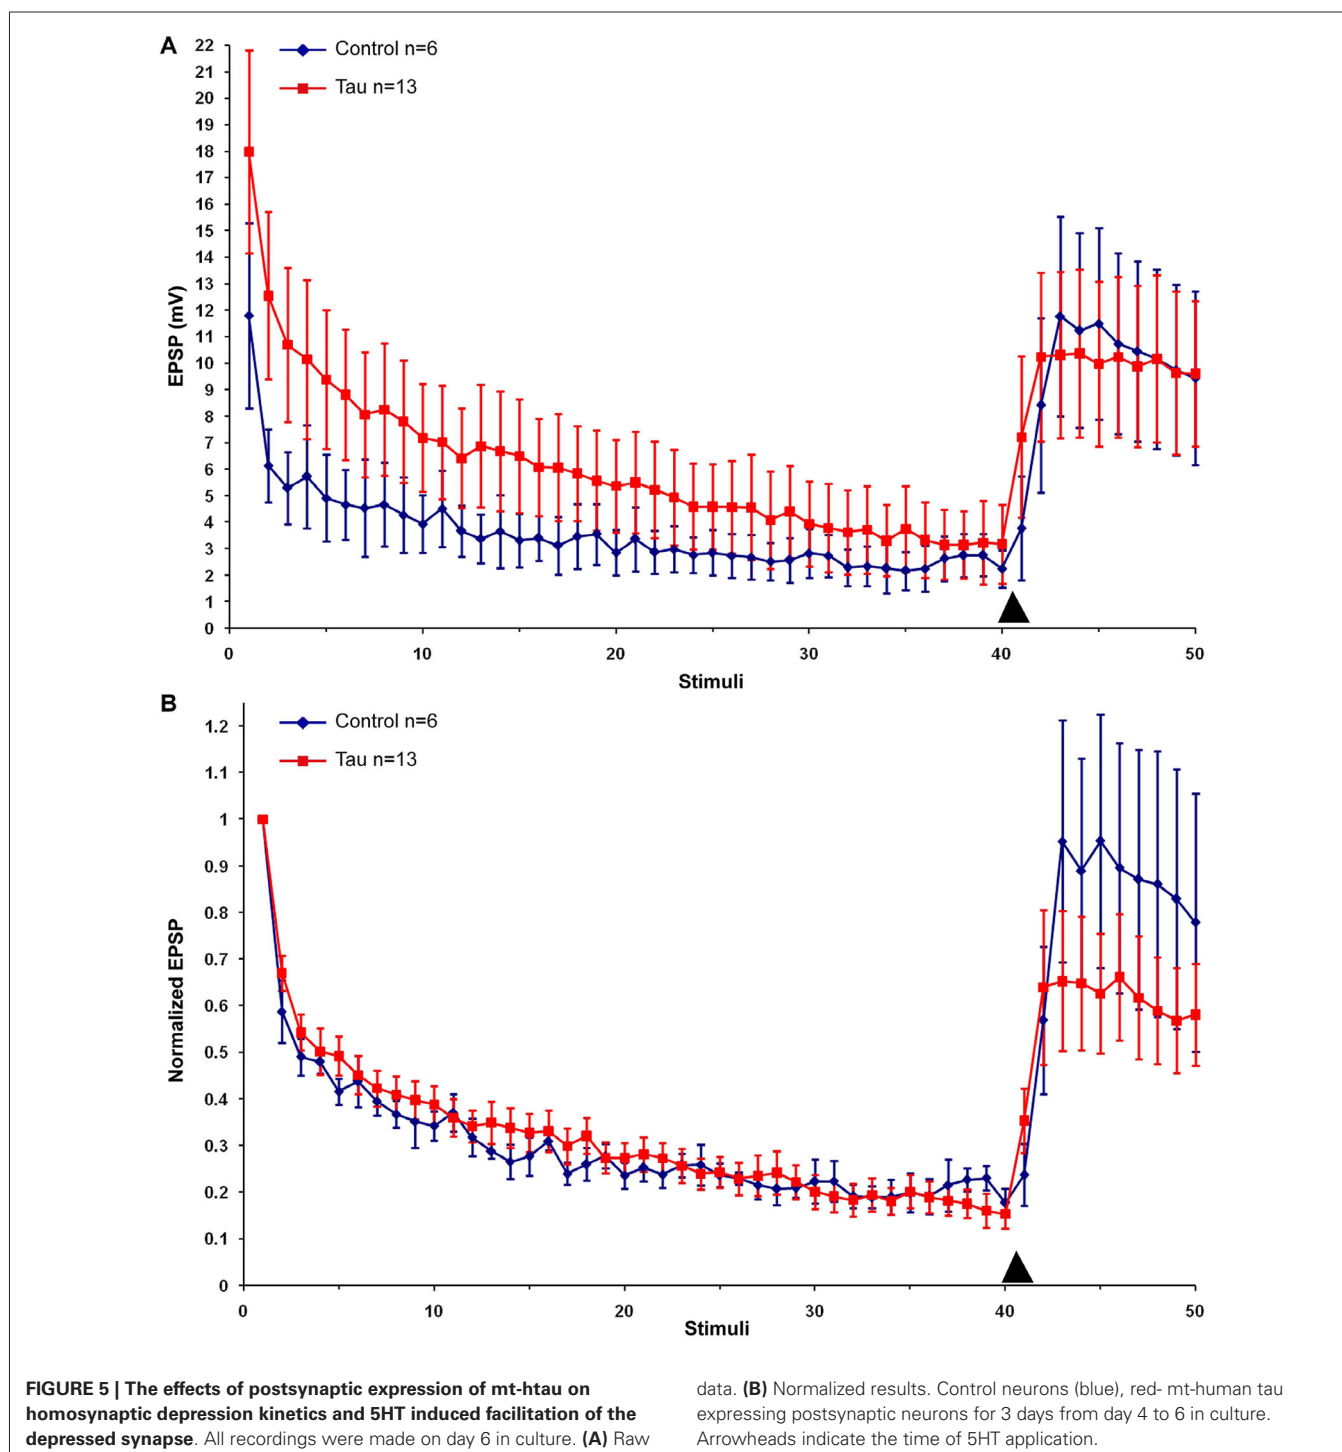 A
Control n=6
Tau n=13
22
21
20
19
18
17
16
15
14
13
12
11
10
9
8
7
6
5
4
3
2
1
0
EPSP (mV)
0 10 20 30 40 50
Stimuli
B
Control n=6
Tau n=13
1.2
1.1
1
0.9
0.8
0.7
0.6
0.5
0.4
0.3
0.2
0.1
0
Normalized EPSP
0 10 20 30 40 50
Stimuli
FIGURE 5 | The effects of postsynaptic expression of mt-htau on
homosynaptic depression kinetics and 5HT induced facilitation of the
depressed synapse. All recordings were made on day 6 in culture. (A) Raw
data. (B) Normalized results. Control neurons (blue), red- mt-human tau
expressing postsynaptic neurons for 3 days from day 4 to 6 in culture.
Arrowheads indicate the time of 5HT application.